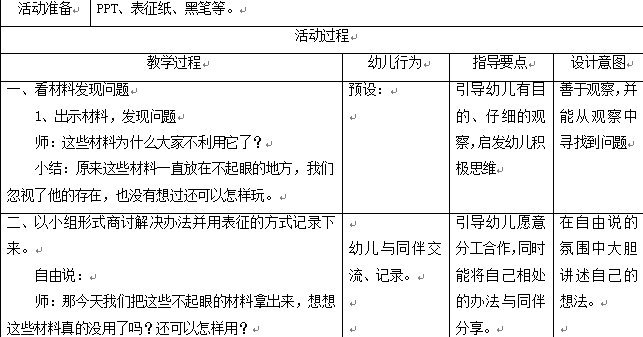 活动准备 PPT、表征纸、黑笔等。
活动过程
教学过程 幼儿行为 指导要点 设计意图
一、看材料发现问题
1、出示材料，发现问题
师：这些材料为什么大家不利用它了？
小结：原来这些材料一直放在不起眼的地方，我们
忽视了他的存在，也没有想过还可以怎样玩。
预设：
引导幼儿有目
的、仔细的观
察，启发幼儿积
极思维
善于观察，并
能从观察中
寻找到问题
二、以小组形式商讨解决办法并用表征的方式记录下
来。
自由说：
师：那今天我们把这些不起眼的材料拿出来，想想
这些材料真的没用了吗？还可以怎样用？
幼儿与同伴交
流、记录。
引导幼儿愿意
分工合作，同时
能将自己相处
的办法与同伴
分享。
在自由说的
氛围中大胆
讲述自己的
想法。